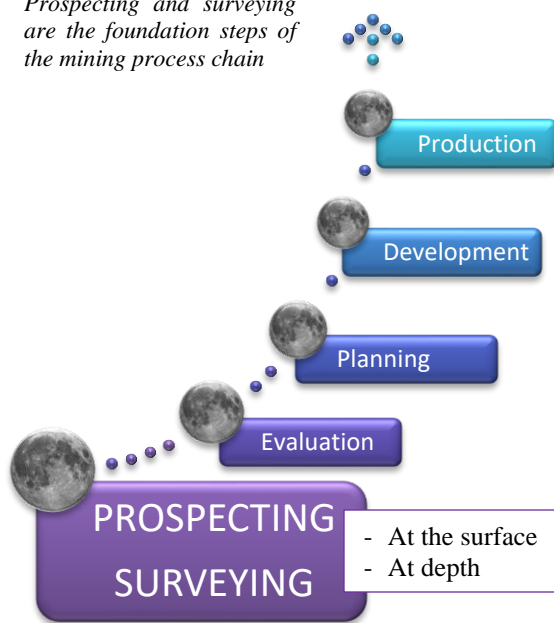 Prospecting and surveying
are the foundation steps of
the mining process chain
Production
Development
Planning
Evaluation
PROSPECTING
SURVEYING
- At the surface
- At depth